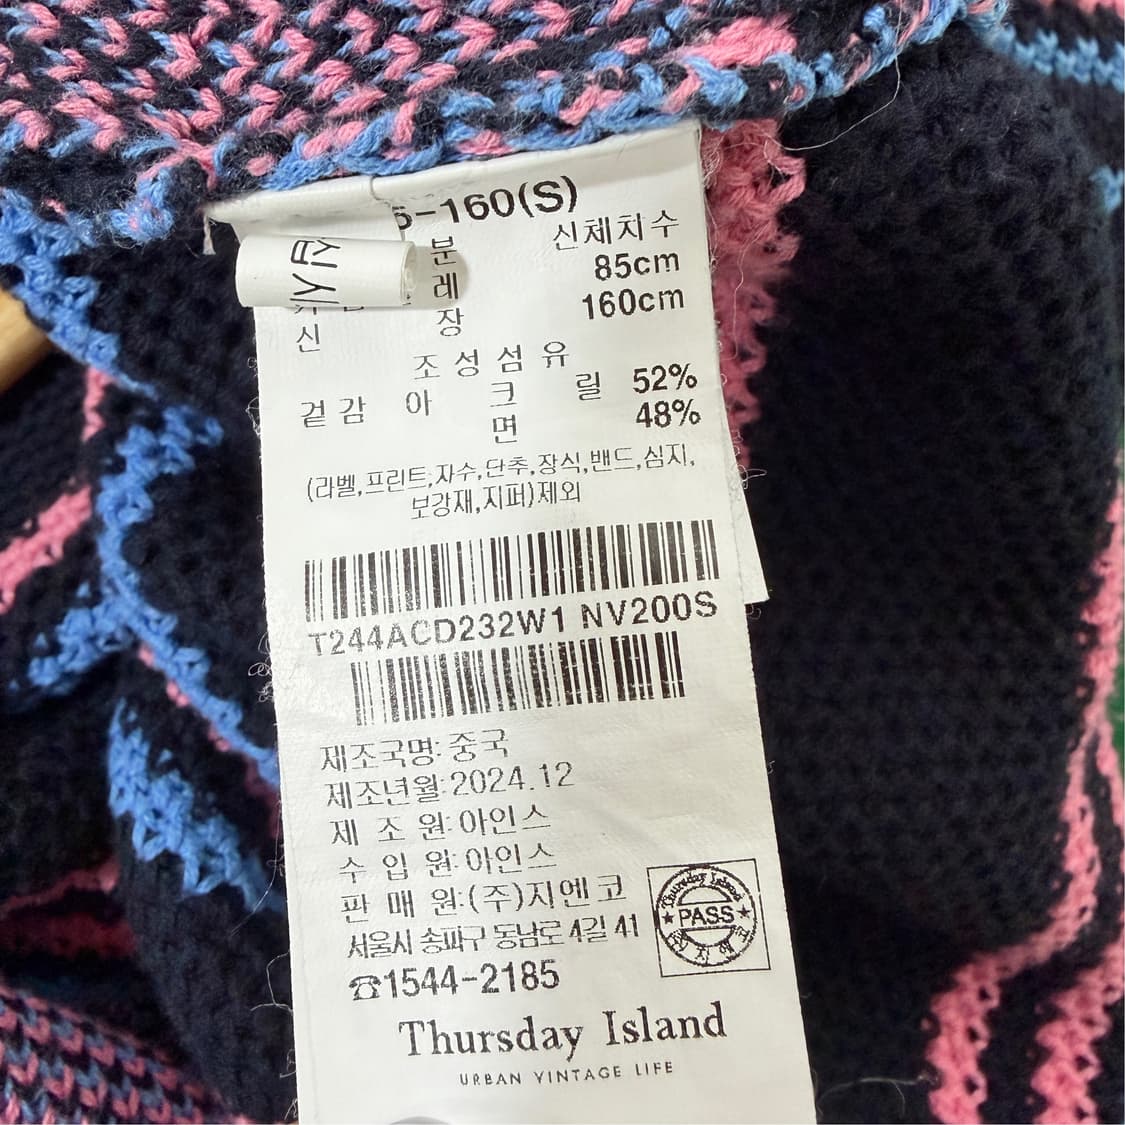 5-160(S)
십시
분 신체치수
레 85cm
신 장 160cm
조성섬유
겉감 아크릴 52%
면 48%
(라벨,프린트,자수,단추,장식,밴드,심지,
보강재,지퍼)제외
T244ACD232W1 NV200S
제조국명: 중국
제조년월: 2024.12
제 조 원: 아인스
수 입 원: 아인스
판 매 원: (주)지엔코
서울시 송파구 동남로 4길 41
☎1544-2185
Thursday Island
PASS
Thursday Island
URBAN VINTAGE LIFE